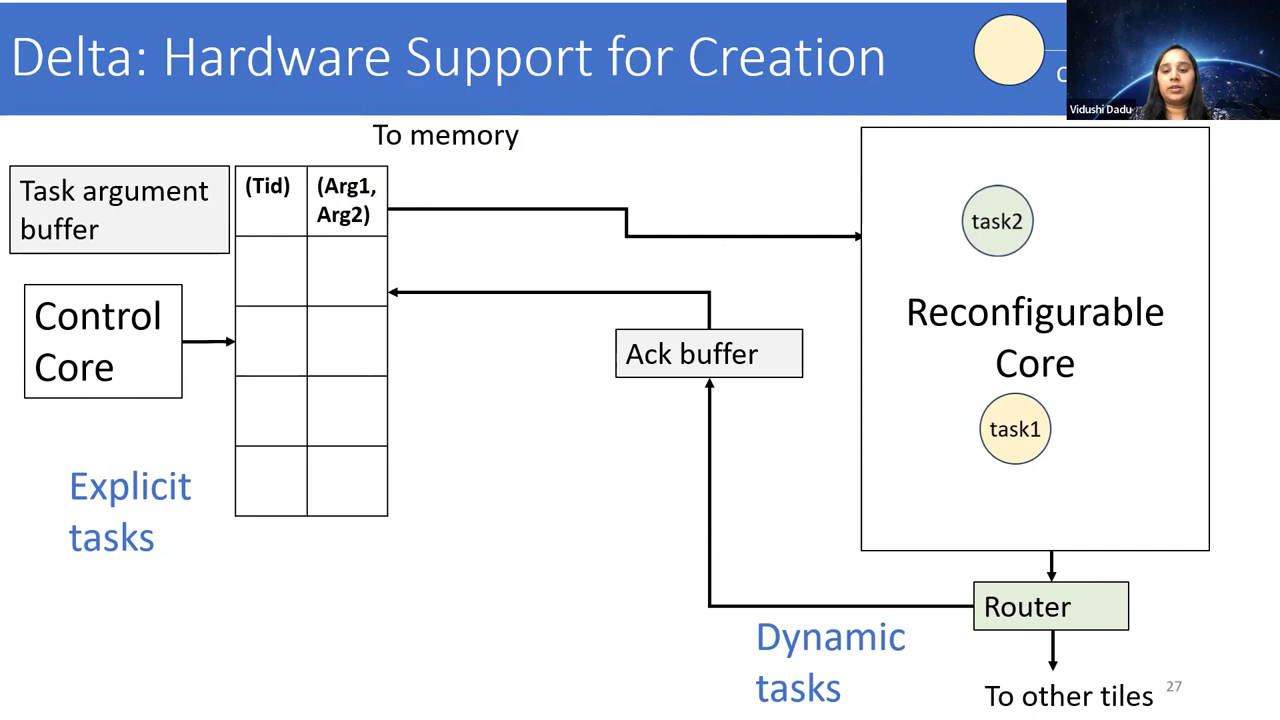 Delta: Hardware Support for Creation
Vidushi Dadu
To memory
Task argument
buffer
(Tid)
(Arg1,
Arg2)
Control
Core
Explicit
tasks
Ack buffer
task2
Reconfigurable
Core
task1
Router
Dynamic
tasks
To other tiles
27